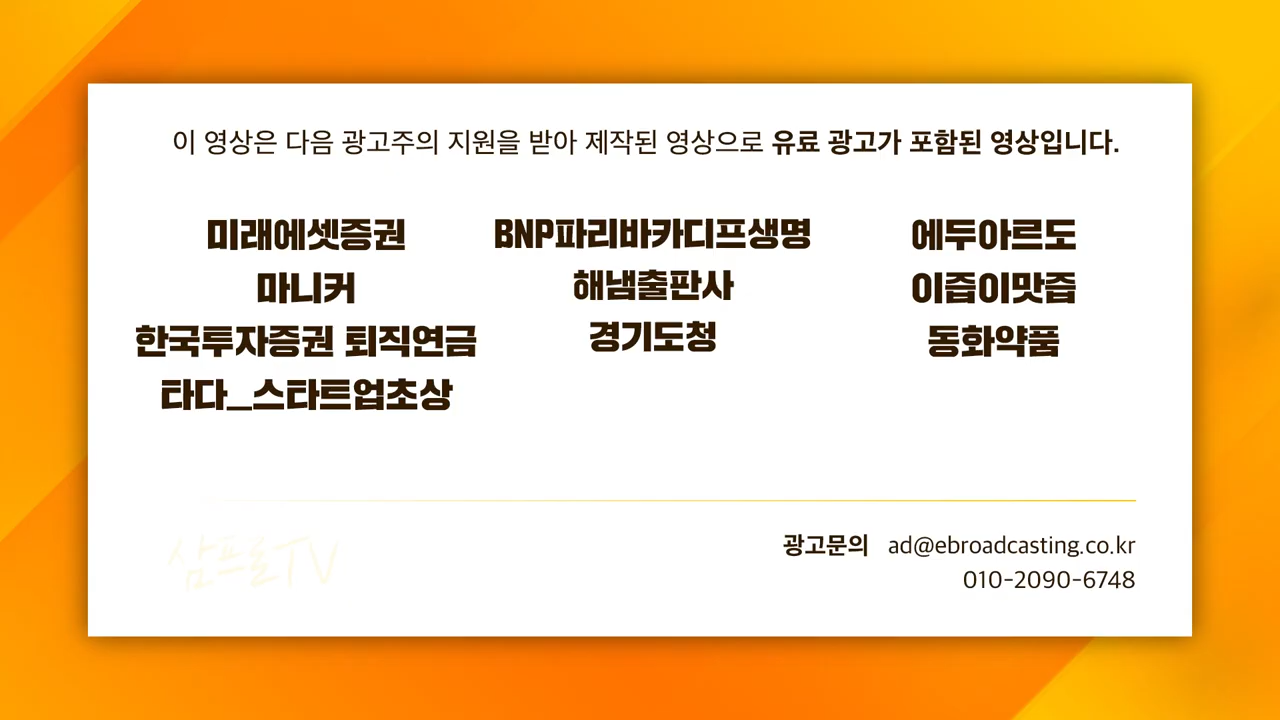 이 영상은 다음 광고주의 지원을 받아 제작된 영상으로 유료 광고가 포함된 영상입니다.
미래에셋증권
마니커
한국투자증권 퇴직연금
타다_스타트업초상
BNP파리바카디프생명
해냄출판사
경기도청
에두아르도
이즙이맛즙
동화약품
삼프로TV
광고문의 ad@ebroadcasting.co.kr
010-2090-6748